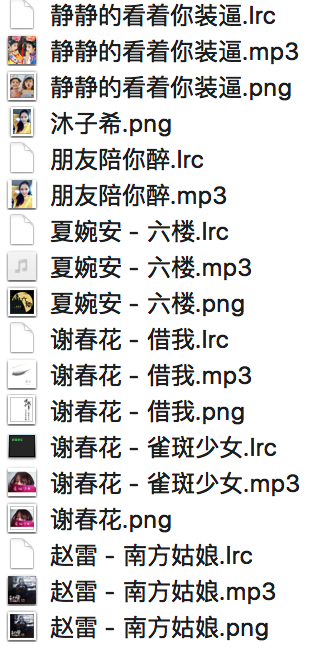 静静的看着你装逼.lrc
静静的看着你装逼.mp3
静静的看着你装逼.png
沐子希.png
朋友陪你醉.lrc
朋友陪你醉.mp3
夏婉安 - 六楼.lrc
夏婉安 - 六楼.mp3
夏婉安 - 六楼.png
谢春花 - 借我.lrc
谢春花 - 借我.mp3
谢春花 - 借我.png
谢春花 - 雀斑少女.lrc
谢春花 - 雀斑少女.mp3
谢春花.png
赵雷 - 南方姑娘.lrc
赵雷 - 南方姑娘.mp3
赵雷 - 南方姑娘.png